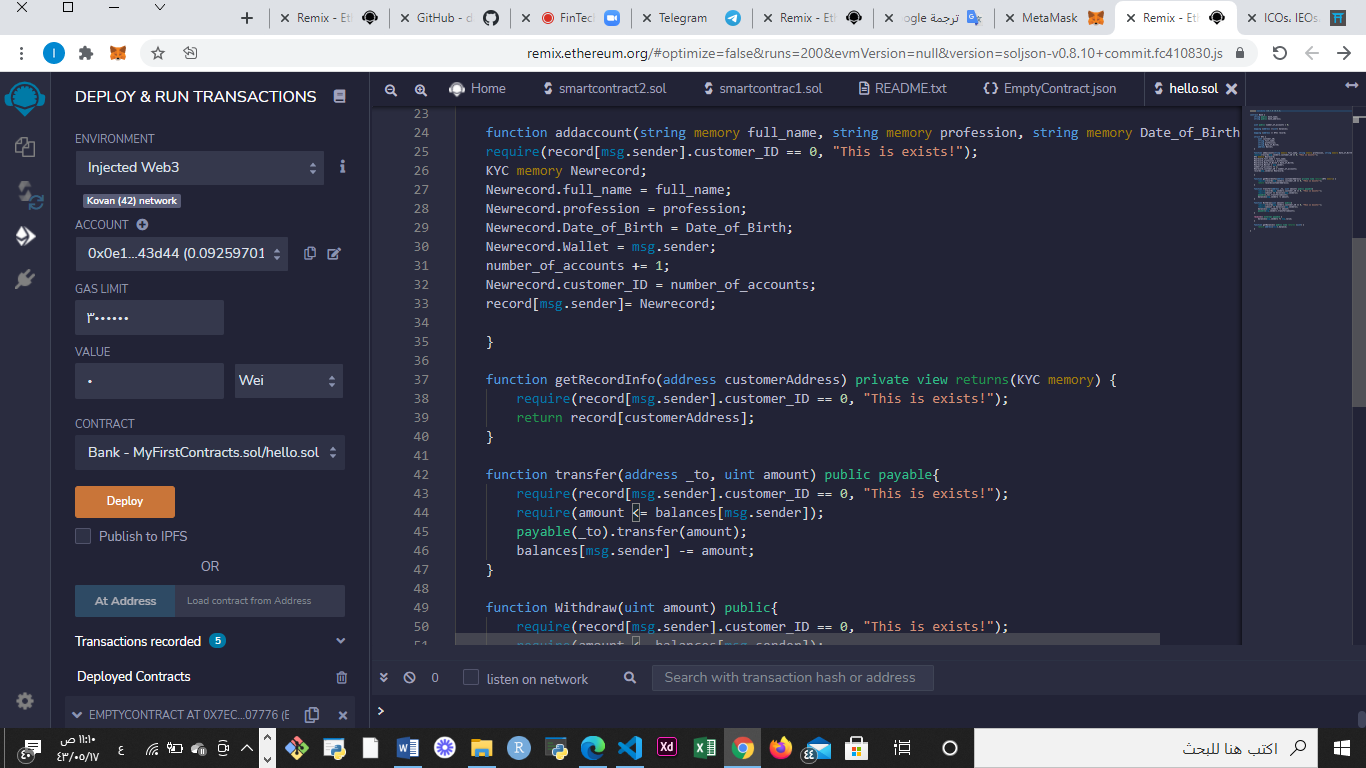 Remix - Eth
GitHub - d
FinTech
Telegram
Remix - Eth
ترجمة Google
MetaMask
Remix - Eth
ICOs، IEOs،
I
remix.ethereum.org/#optimize=false&runs=200&evmVersion=null&version=soljson-v0.8.10+commit.fc410830.js
DEPLOY & RUN TRANSACTIONS
ENVIRONMENT
Injected Web3
i
Kovan (42) network
ACCOUNT
0x0e1...43d44 (0.09259701
GAS LIMIT
٣٠٠٠٠٠٠
VALUE
٠
Wei
CONTRACT
Bank - MyFirstContracts.sol/hello.sol
Deploy
Publish to IPFS
OR
At Address
Load contract from Address
Transactions recorded 5
Deployed Contracts
EMPTYCONTRACT AT 0X7EC...07776 (B
Home
smartcontract2.sol
smartcontrac1.sol
README.txt
EmptyContract.json
hello.sol
23
24 function addaccount(string memory full_name, string memory profession, string memory Date_of_Birth
25 require(record[msg.sender].customer_ID == 0, "This is exists!");
26 KYC memory Newrecord;
27 Newrecord.full_name = full_name;
28 Newrecord.profession = profession;
29 Newrecord.Date_of_Birth = Date_of_Birth;
30 Newrecord.Wallet = msg.sender;
31 number_of_accounts += 1;
32 Newrecord.customer_ID = number_of_accounts;
33 record[msg.sender]= Newrecord;
34
35 }
36
37 function getRecordInfo(address customerAddress) private view returns(KYC memory) {
38 require(record[msg.sender].customer_ID == 0, "This is exists!");
39 return record[customerAddress];
40 }
41
42 function transfer(address _to, uint amount) public payable{
43 require(record[msg.sender].customer_ID == 0, "This is exists!");
44 require(amount <= balances[msg.sender]);
45 payable(_to).transfer(amount);
46 balances[msg.sender] -= amount;
47 }
48
49 function Withdraw(uint amount) public{
50 require(record[msg.sender].customer_ID == 0, "This is exists!");
0
listen on network
Search with transaction hash or address
>
٤٠
١١:١٠ ص
٤٣/٠٥/١٧
ع
R
Xd
٤٤
اكتب هنا للبحث